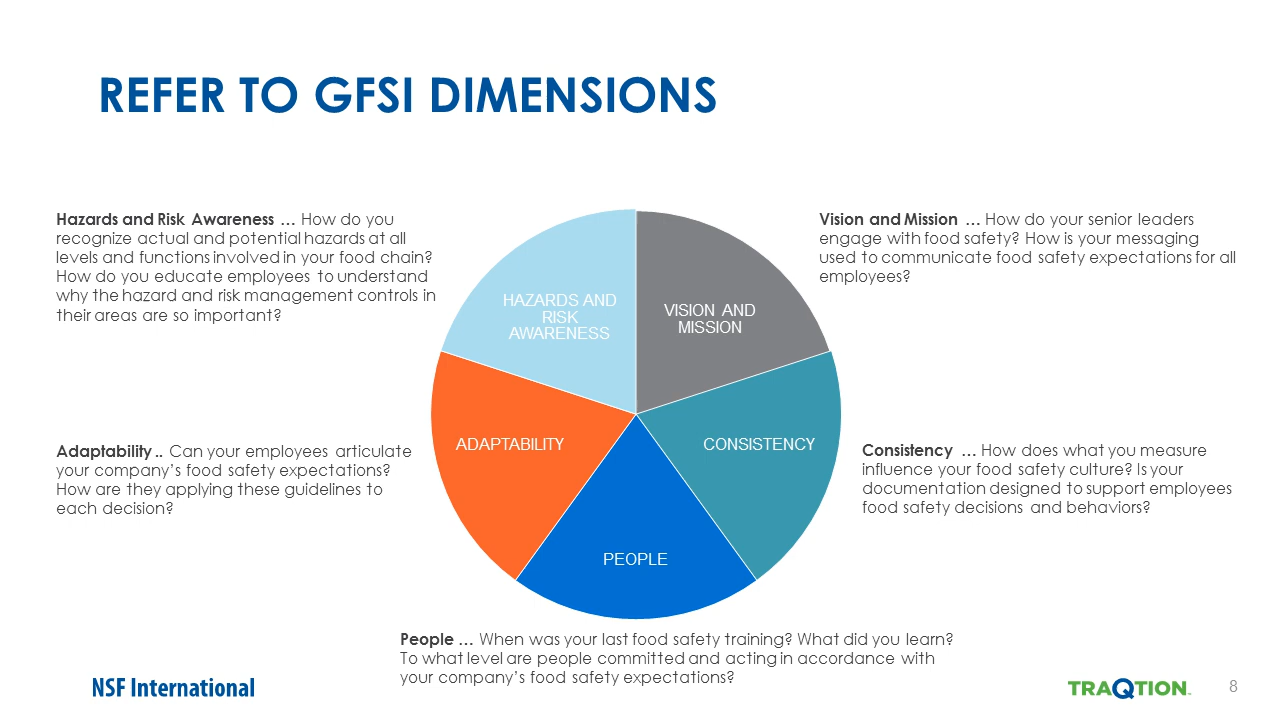 REFER TO GFSI DIMENSIONS
Hazards and Risk Awareness … How do you
recognize actual and potential hazards at all
levels and functions involved in your food chain?
How do you educate employees to understand
why the hazard and risk management controls in
their areas are so important?
Vision and Mission … How do your senior leaders
engage with food safety? How is your messaging
used to communicate food safety expectations for all
employees?
HAZARDS AND
RISK
AWARENESS
VISION AND
MISSION
ADAPTABILITY
CONSISTENCY
PEOPLE
Adaptability .. Can your employees articulate
your company’s food safety expectations?
How are they applying these guidelines to
each decision?
Consistency … How does what you measure
influence your food safety culture? Is your
documentation designed to support employees
food safety decisions and behaviors?
People … When was your last food safety training? What did you learn?
To what level are people committed and acting in accordance with
your company’s food safety expectations?
NSF International
TRAQTION
8